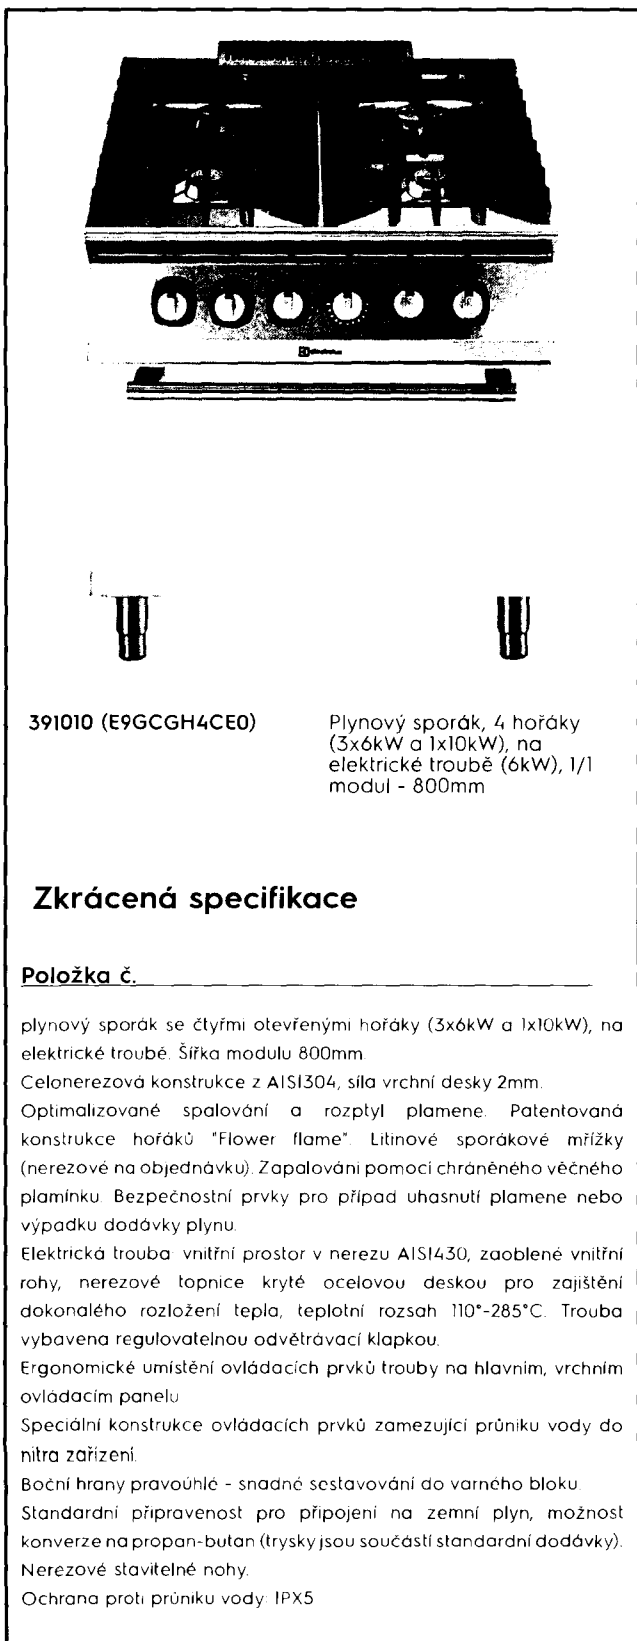 Electrolux
391010 (E9GCGH4CE0)
Plynový sporák, 4 hořáky
(3x6kW a 1x10kW), na
elektrické troubě (6kW), 1/1
modul - 800mm
Zkrácená specifikace
Položka č.
plynový sporák se čtyřmi otevřenými hořáky (3x6kW a 1x10kW), na
elektrické troubě. Šířka modulu 800mm.
Celonerezová konstrukce z AISI304, síla vrchní desky 2mm.
Optimalizované spalování a rozptyl plamene. Patentovaná
konstrukce hořáků "Flower flame". Litinové sporákové mřížky
(nerezové na objednávku). Zapalování pomocí chráněného věčného
plamínku. Bezpečnostní prvky pro případ uhasnutí plamene nebo
výpadku dodávky plynu.
Elektrická trouba: vnitřní prostor v nerezu AISI430, zaoblené vnitřní
rohy, nerezové topnice kryté ocelovou deskou pro zajištění
dokonalého rozložení tepla, teplotní rozsah 110°-285°C. Trouba
vybavena regulovatelnou odvětrávací klapkou.
Ergonomické umístění ovládacích prvků trouby na hlavním, vrchním
ovládacím panelu
Speciální konstrukce ovládacích prvků zamezující průniku vody do
nitra zařízení.
Boční hrany pravoúhlé - snadné sestavování do varného bloku.
Standardní připravenost pro připojení na zemní plyn, možnost
konverze na propan-butan (trysky jsou součástí standardní dodávky).
Nerezové stavitelné nohy.
Ochrana proti průniku vody: IPX5